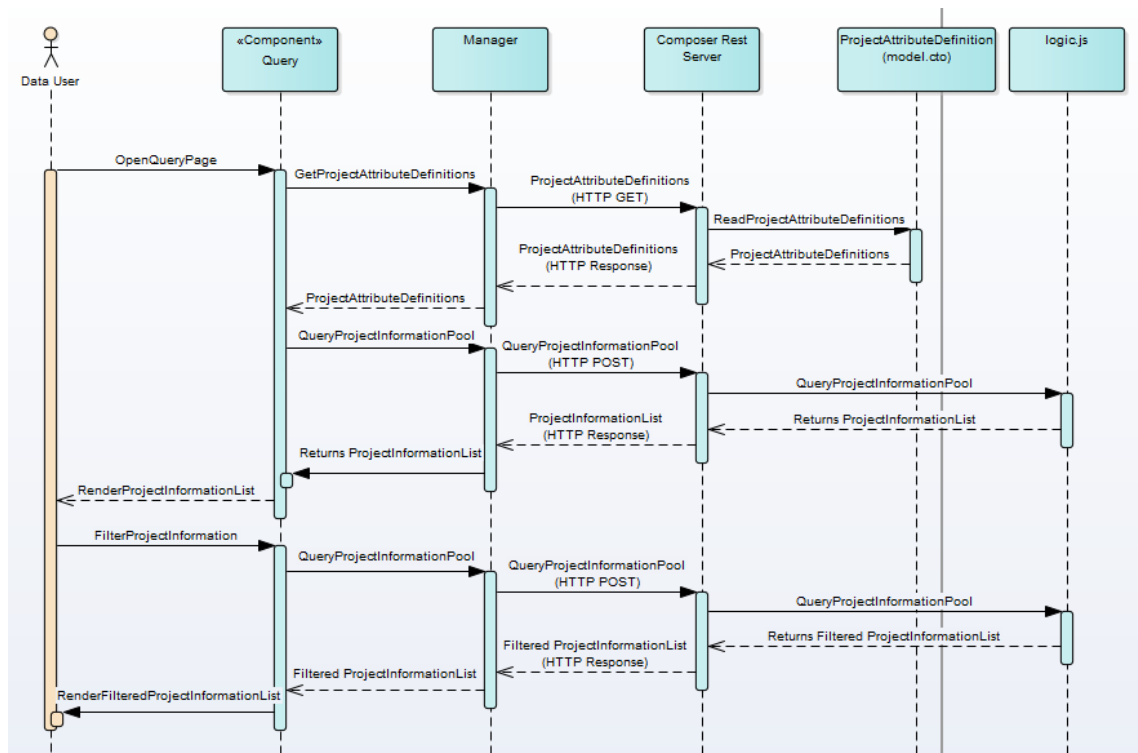 «Component»
Query
Manager
Composer Rest
Server
ProjectAttributeDefinition
(model.cto)
logic.js
Data User
OpenQueryPage
GetProjectAttributeDefinitions
ProjectAttributeDefinitions
(HTTP GET)
ReadProjectAttributeDefinitions
ProjectAttributeDefinitions
(HTTP Response)
ProjectAttributeDefinitions
ProjectAttributeDefinitions
QueryProjectInformationPool
QueryProjectInformationPool
(HTTP POST)
QueryProjectInformationPool
ProjectInformationList
(HTTP Response)
Returns ProjectInformationList
Returns ProjectInformationList
RenderProjectInformationList
FilterProjectInformation
QueryProjectInformationPool
QueryProjectInformationPool
(HTTP POST)
QueryProjectInformationPool
Returns Filtered ProjectInformationList
Filtered ProjectInformationList
(HTTP Response)
Filtered ProjectInformationList
RenderFilteredProjectInformationList